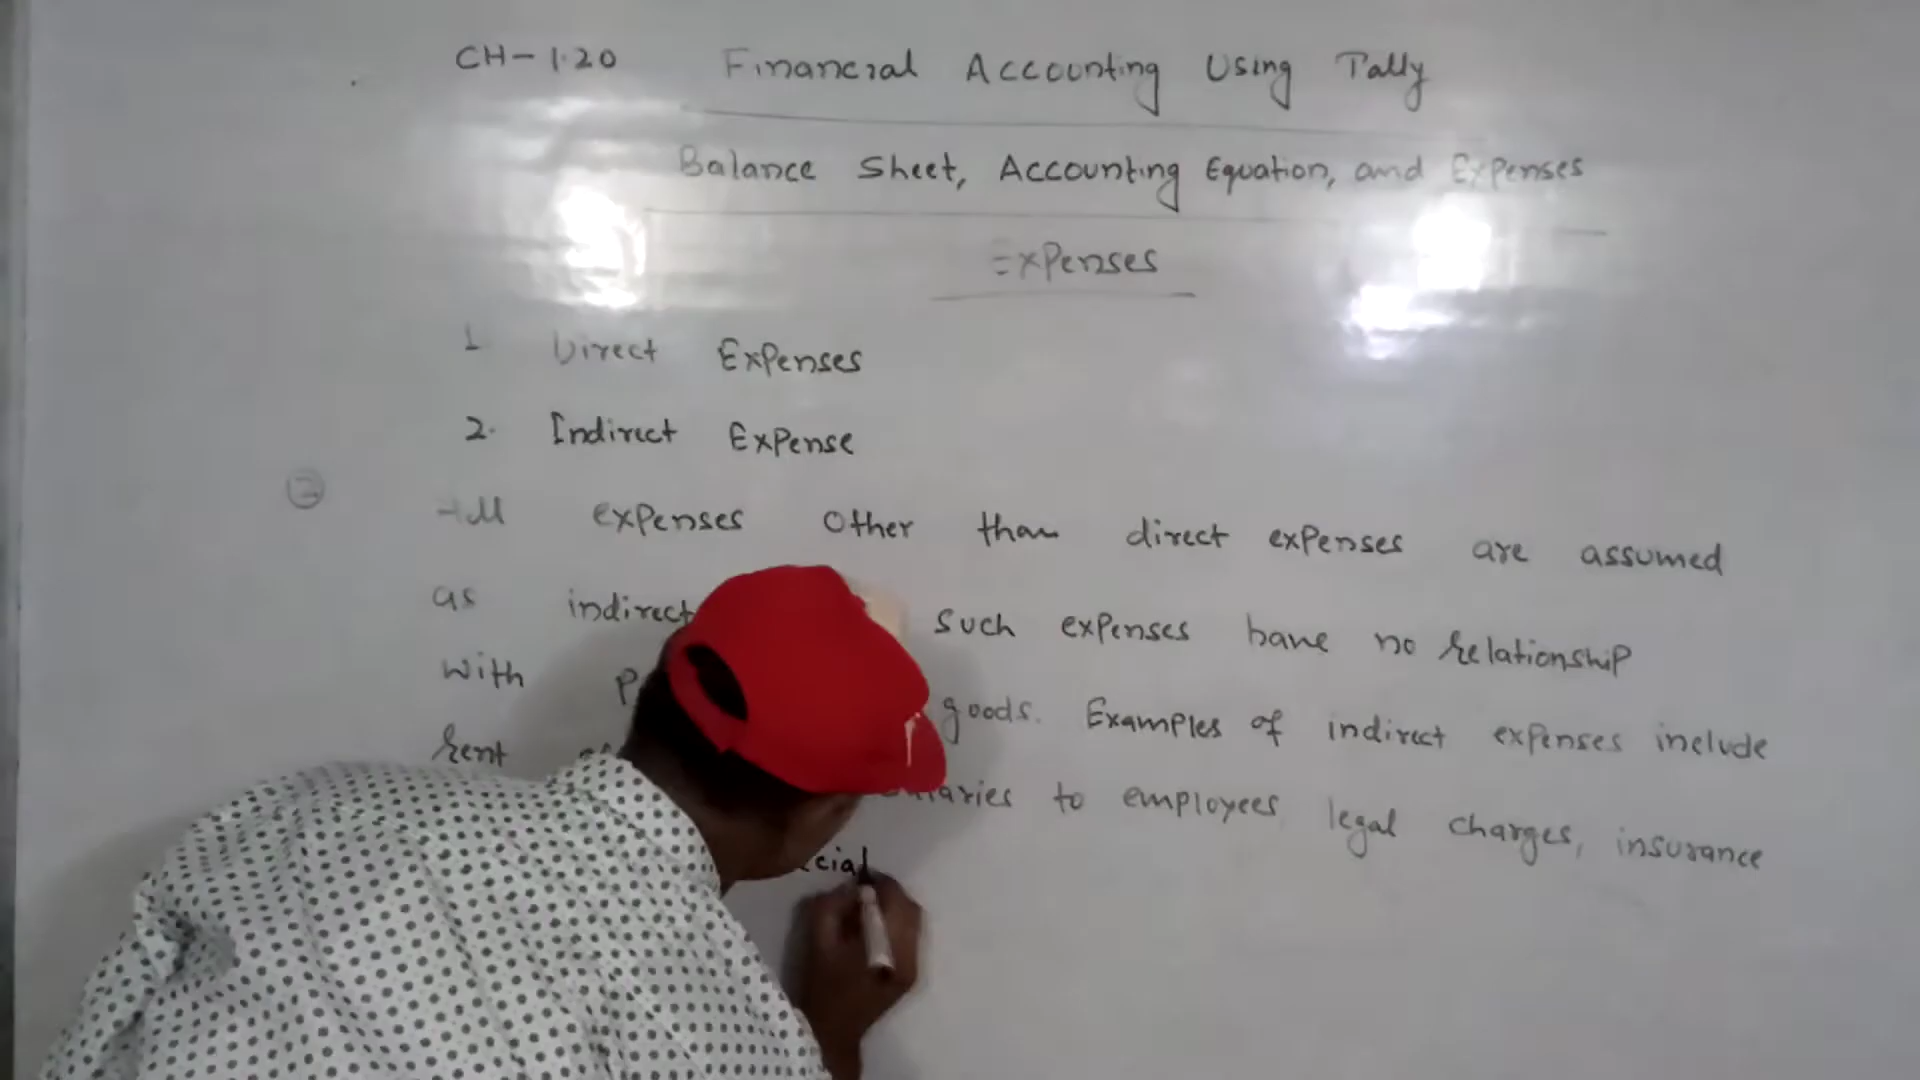 CH-1.20 Financial Accounting Using Tally
Balance Sheet, Accounting Equation, and Expenses
Expenses
1. Direct Expenses
2. Indirect Expense
② All expenses Other than direct expenses are assumed
as indirect such expenses have no relationship
with goods. Examples of indirect expenses include
rent to employees legal charges, insurance